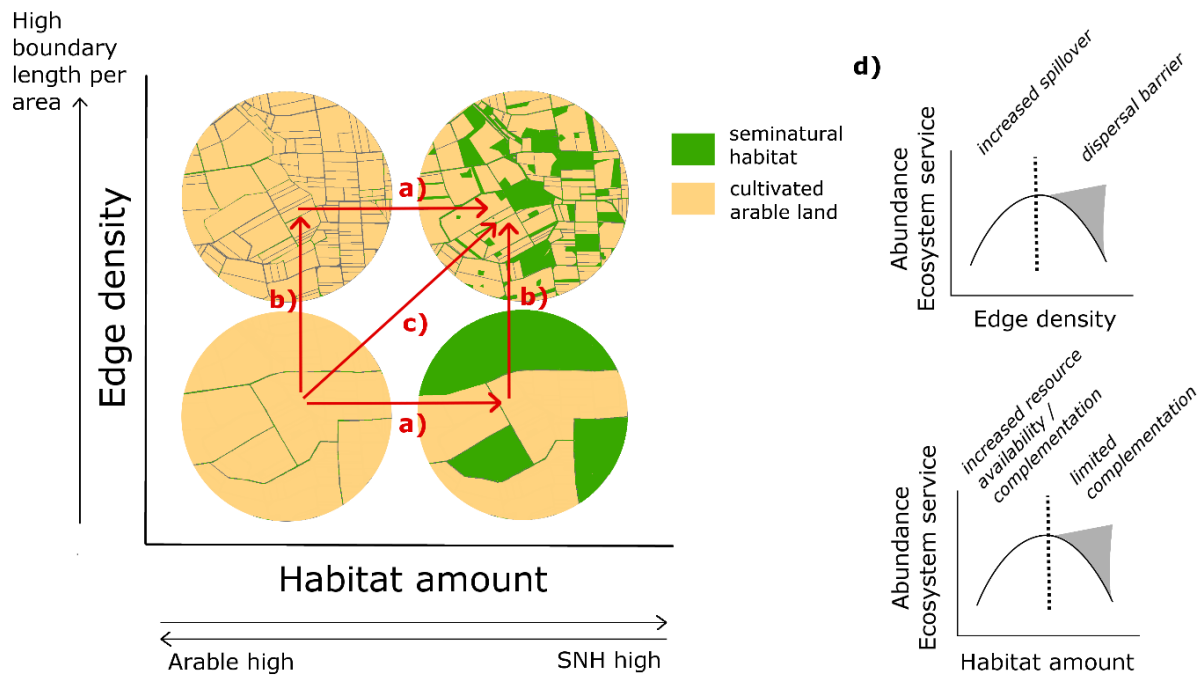 High
boundary
length per
area
Edge density
a)
b)
c)
b)
a)
Habitat amount
Arable high
SNH high
seminatural
habitat
cultivated
arable land
d)
increased spillover
dispersal barrier
Abundance
Ecosystem service
Edge density
increased resource
availability /
complementation
limited
complementation
Abundance
Ecosystem service
Habitat amount